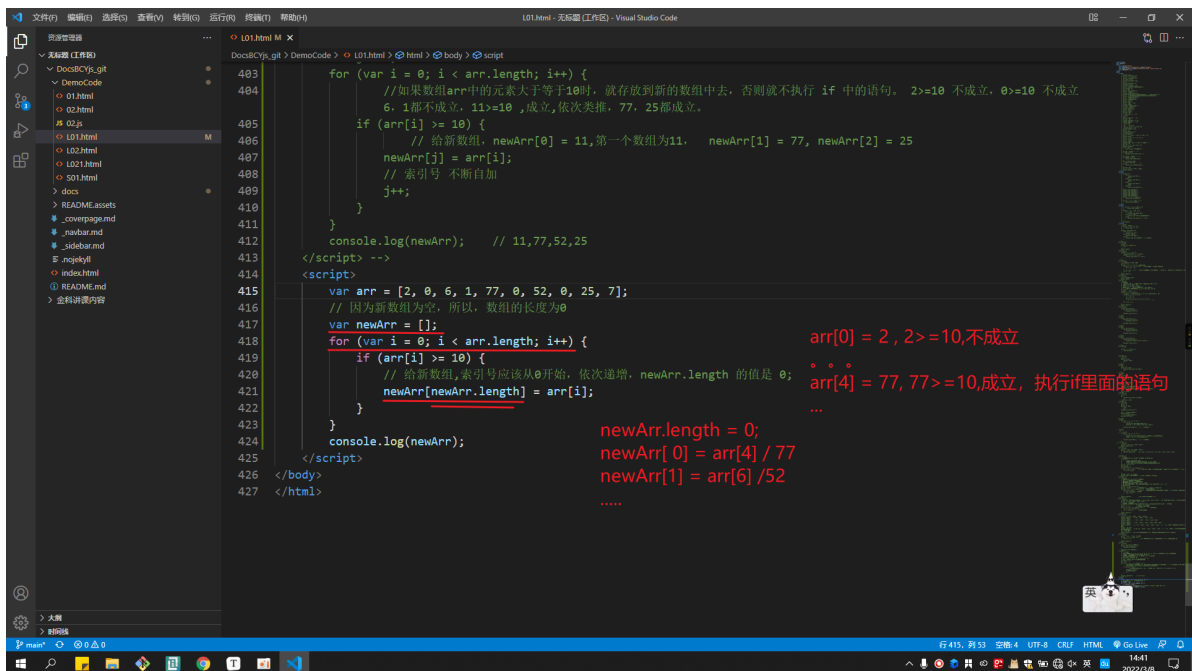 文件(F) 编辑(E) 选择(S) 查看(V) 转到(G) 运行(R) 终端(T) 帮助(H)
L01.html - 无标题 (工作区) - Visual Studio Code
资源管理器
L01.html M
无标题 (工作区)
DocsBCYjs_git > DemoCode > L01.html > html > body > script
DocsBCYjs_git
DemoCode
01.html
02.html
JS 02.js
L01.html M
L02.html
L021.html
S01.html
docs
README.assets
_coverpage.md
_navbar.md
_sidebar.md
.nojekyll
index.html
README.md
金科讲课内容
大纲
时间线
403 for (var i = 0; i < arr.length; i++) {
404 //如果数组arr中的元素大于等于10时，就存放到新的数组中去，否则就不执行 if 中的语句。 2>=10 不成立，0>=10 不成立
6，1都不成立，11>=10 ,成立,依次类推，77，25都成立。
405 if (arr[i] >= 10) {
406 // 给新数组，newArr[0] = 11,第一个数组为11， newArr[1] = 77, newArr[2] = 25
407 newArr[j] = arr[i];
408 // 索引号 不断自加
409 j++;
410 }
411 }
412 console.log(newArr); // 11,77,52,25
413 </script> -->
414 <script>
415 var arr = [2, 0, 6, 1, 77, 0, 52, 0, 25, 7];
416 // 因为新数组为空，所以，数组的长度为0
417 var newArr = [];
418 for (var i = 0; i < arr.length; i++) {
419 if (arr[i] >= 10) {
420 // 给新数组,索引号应该从0开始，依次递增，newArr.length 的值是 0;
421 newArr[newArr.length] = arr[i];
422 }
423 }
424 console.log(newArr);
425 </script>
426 </body>
427 </html>
arr[0] = 2 , 2>=10,不成立
。。。
arr[4] = 77, 77>=10,成立，执行if里面的语句
...
newArr.length = 0;
newArr[ 0] = arr[4] / 77
newArr[1] = arr[6] /52
.....
英
main* 0 0
行 415，列 53 空格: 4 UTF-8 CRLF HTML Go Live
英
14:41
2022/3/8